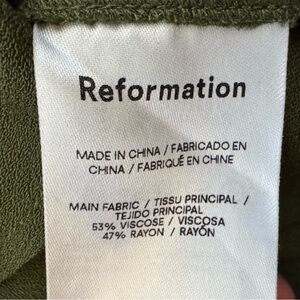 Reformation
MADE IN CHINA / FABRICADO EN
CHINA / FABRIQUÉ EN CHINE
MAIN FABRIC / TISSU PRINCIPAL /
TEJIDO PRINCIPAL
53% VISCOSE / VISCOSA
47% RAYON / RAYÓN